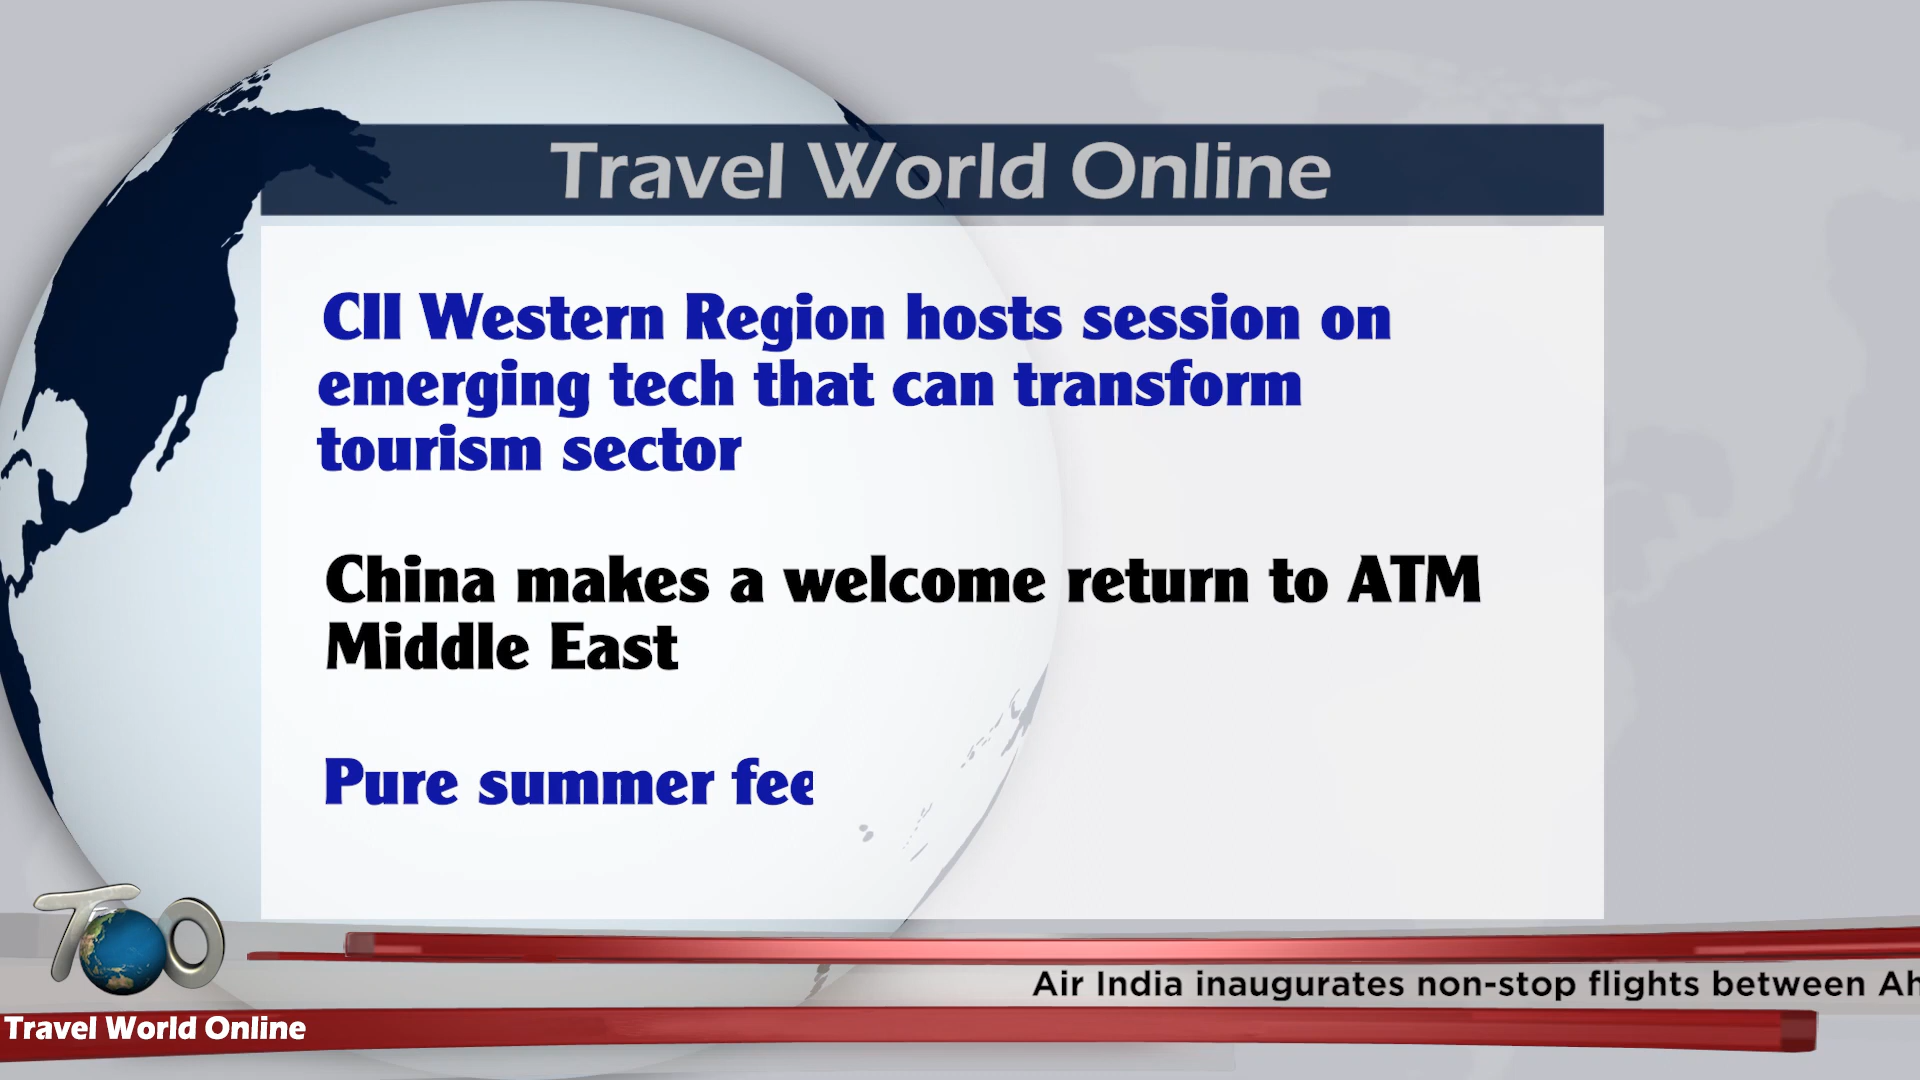 Travel World Online
CII Western Region hosts session on
emerging tech that can transform
tourism sector
China makes a welcome return to ATM
Middle East
Pure summer fee
Air India inaugurates non-stop flights between Ah
Travel World Online